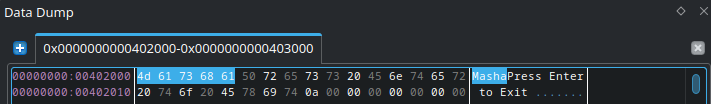 Data Dump
0x0000000000402000-0x0000000000403000
00000000:00402000 4d 61 73 68 61 50 72 65 73 73 20 45 6e 74 65 72 MashaPress Enter
00000000:00402010 20 74 6f 20 45 78 69 74 0a 00 00 00 00 00 00 00 to Exit ........